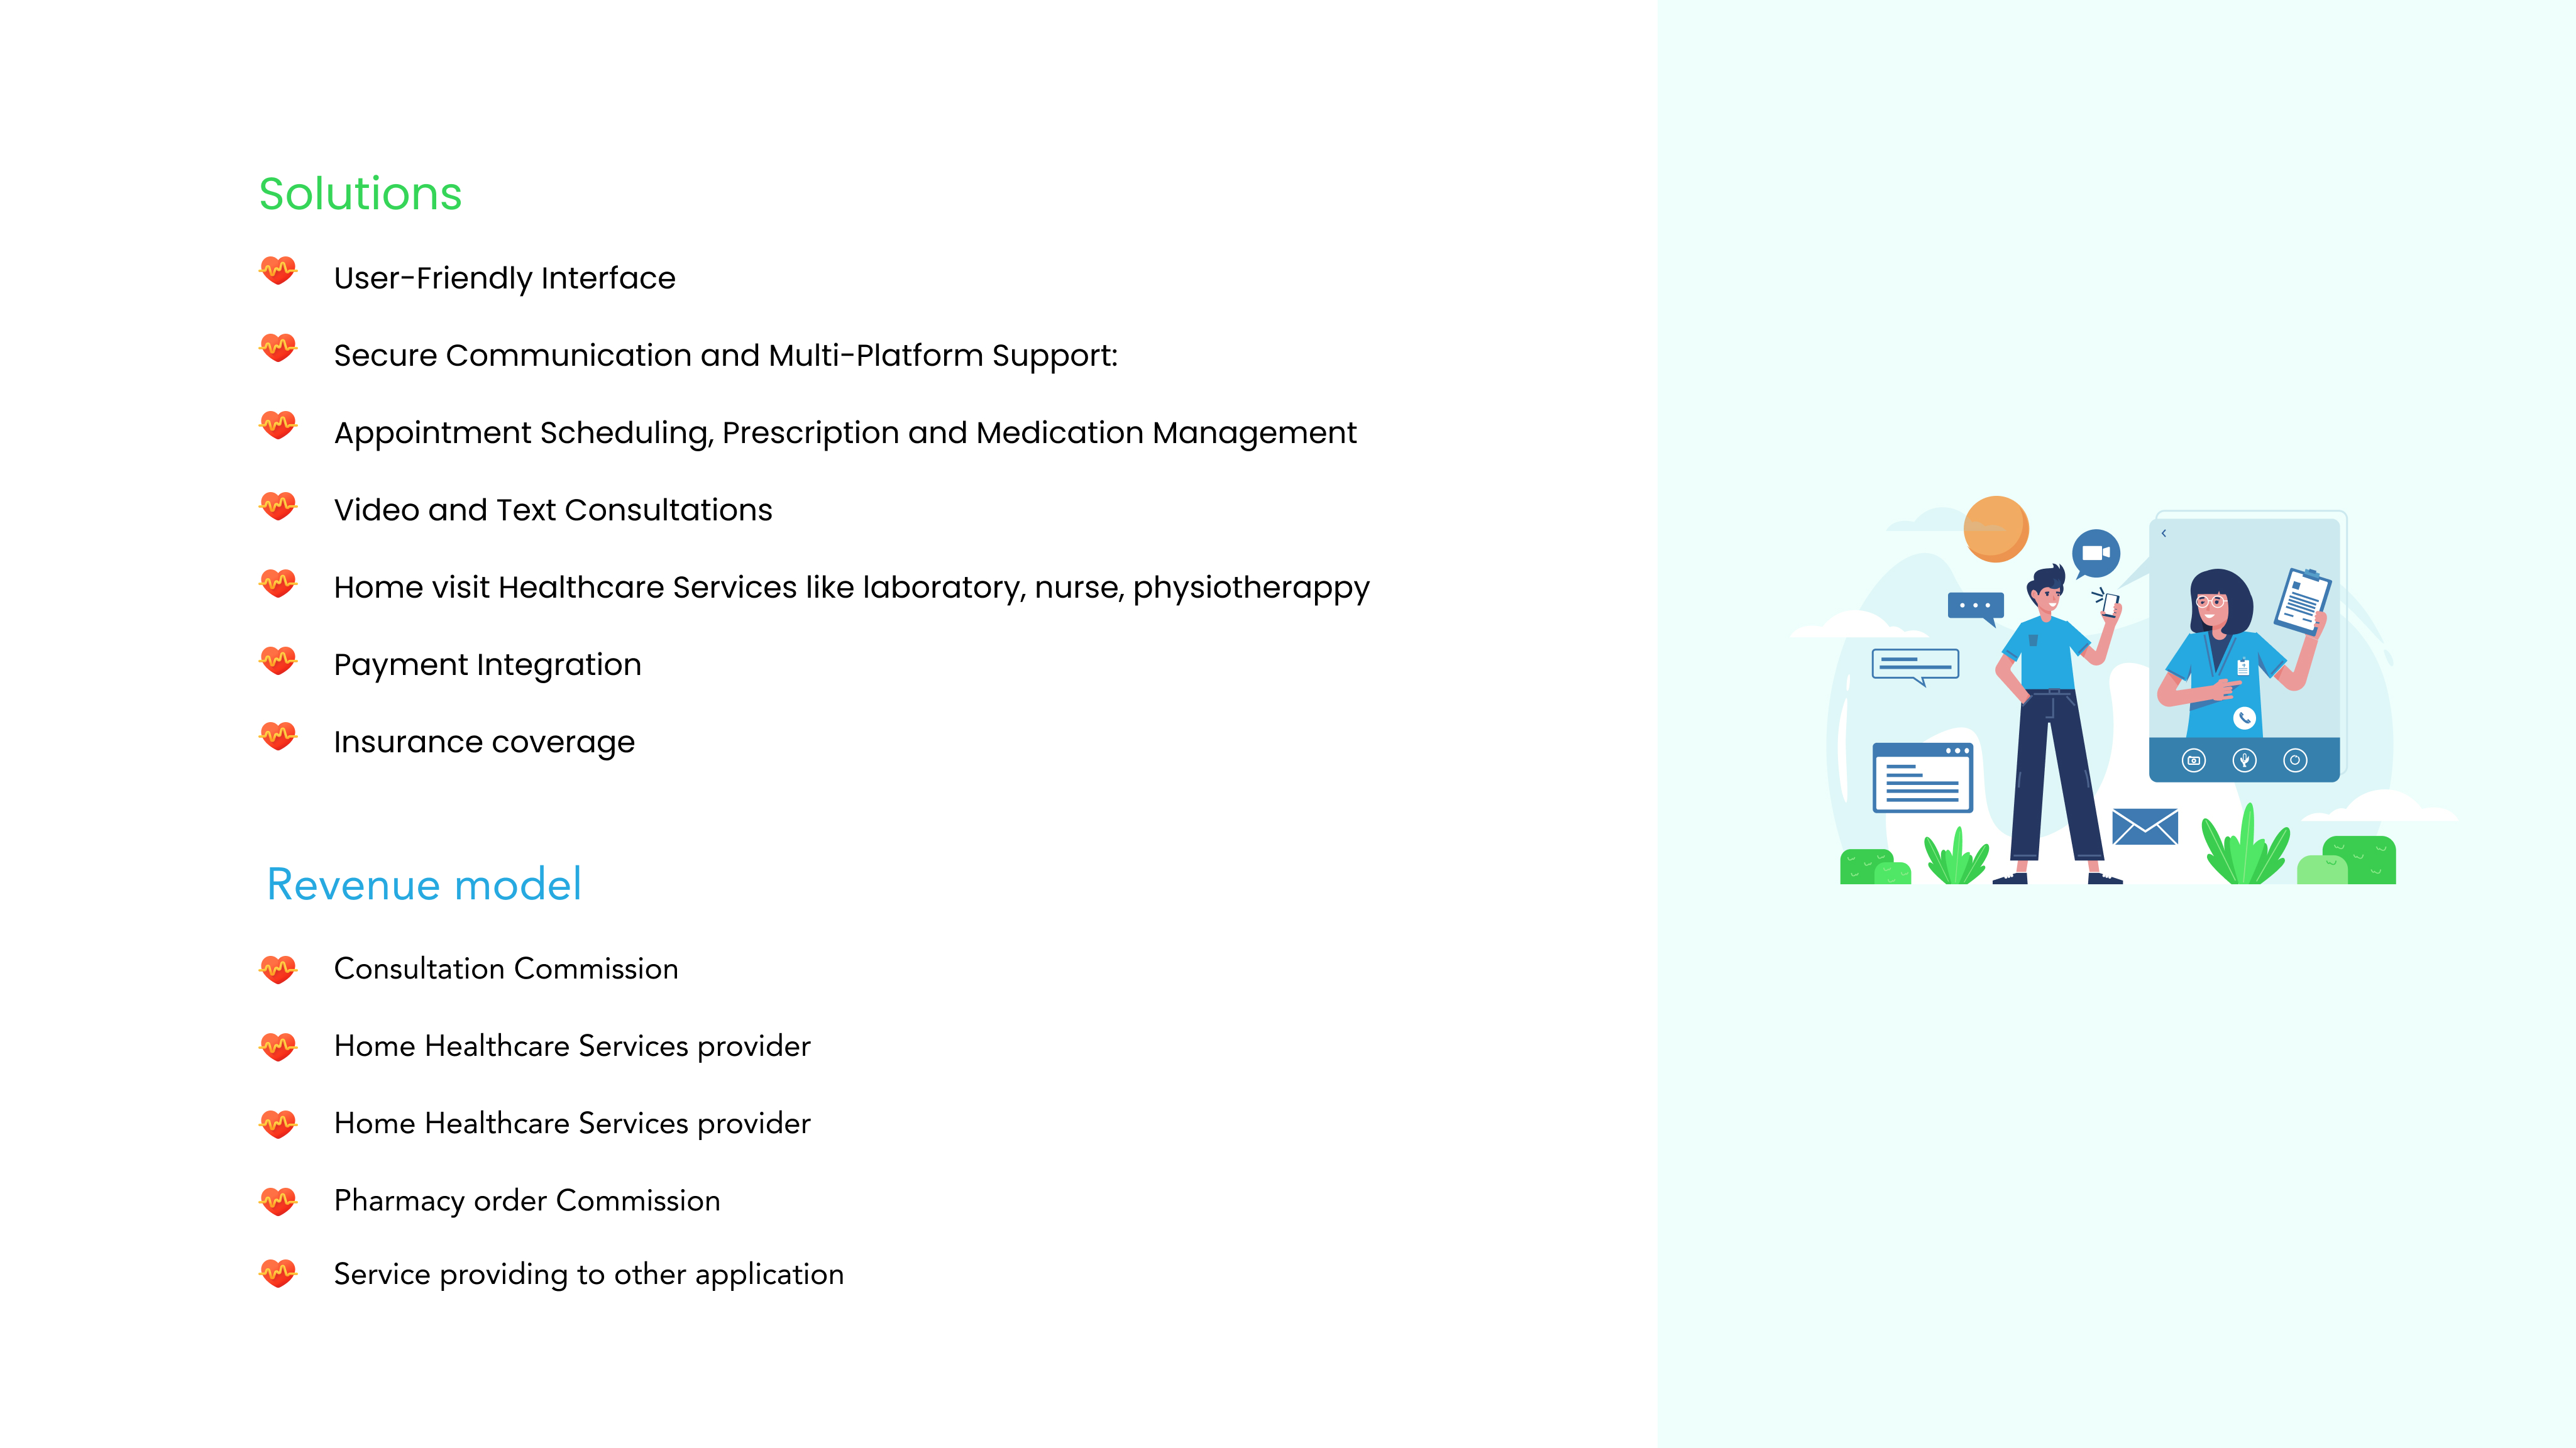 Solutions
User-Friendly Interface
Secure Communication and Multi-Platform Support:
Appointment Scheduling, Prescription and Medication Management
Video and Text Consultations
Home visit Healthcare Services like laboratory, nurse, physiotherappy
Payment Integration
Insurance coverage
Revenue model
Consultation Commission
Home Healthcare Services provider
Home Healthcare Services provider
Pharmacy order Commission
Service providing to other application